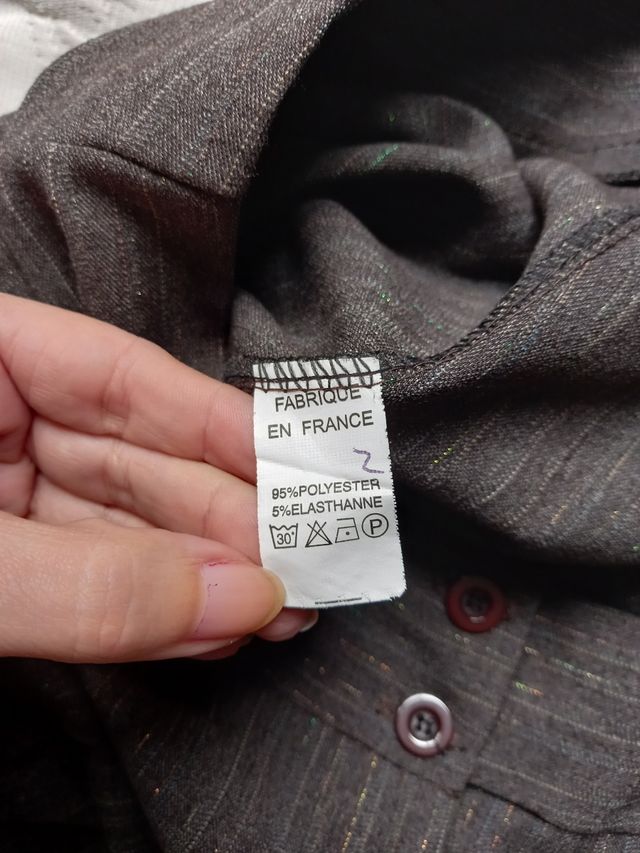 FABRIQUE
EN FRANCE
2
95%POLYESTER
5%ELASTHANNE
30° P